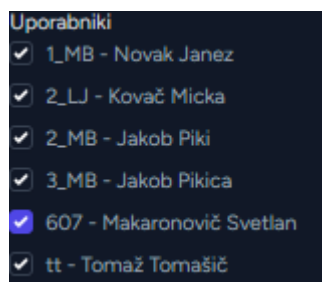 Uporabniki
1_MB - Novak Janez
2_LJ - Kovač Micka
2_MB - Jakob Piki
3_MB - Jakob Pikica
607 - Makaronovič Svetlan
tt - Tomaž Tomašič